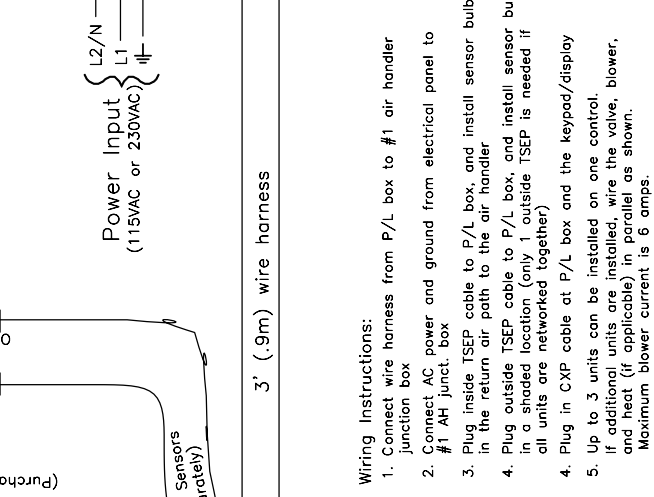 L2/N
L1
Power Input
(115VAC or 230VAC)
3' (.9m) wire harness
O
Sensors
rately)
(Purcha
Wiring Instructions:
1. Connect wire harness from P/L box to #1 air handler
junction box
2. Connect AC power and ground from electrical panel to
#1 AH junct. box
3. Plug inside TSEP cable to P/L box, and install sensor bulb
in the return air path to the air handler
4. Plug outside TSEP cable to P/L box, and install sensor bu
in a shaded location (only 1 outside TSEP is needed if
all units are networked together)
4. Plug in CXP cable at P/L box and the keypad/display
5. Up to 3 units can be installed on one control.
If additional units are installed, wire the valve, blower,
and heat (if applicable) in parallel as shown.
Maximum blower current is 6 amps.